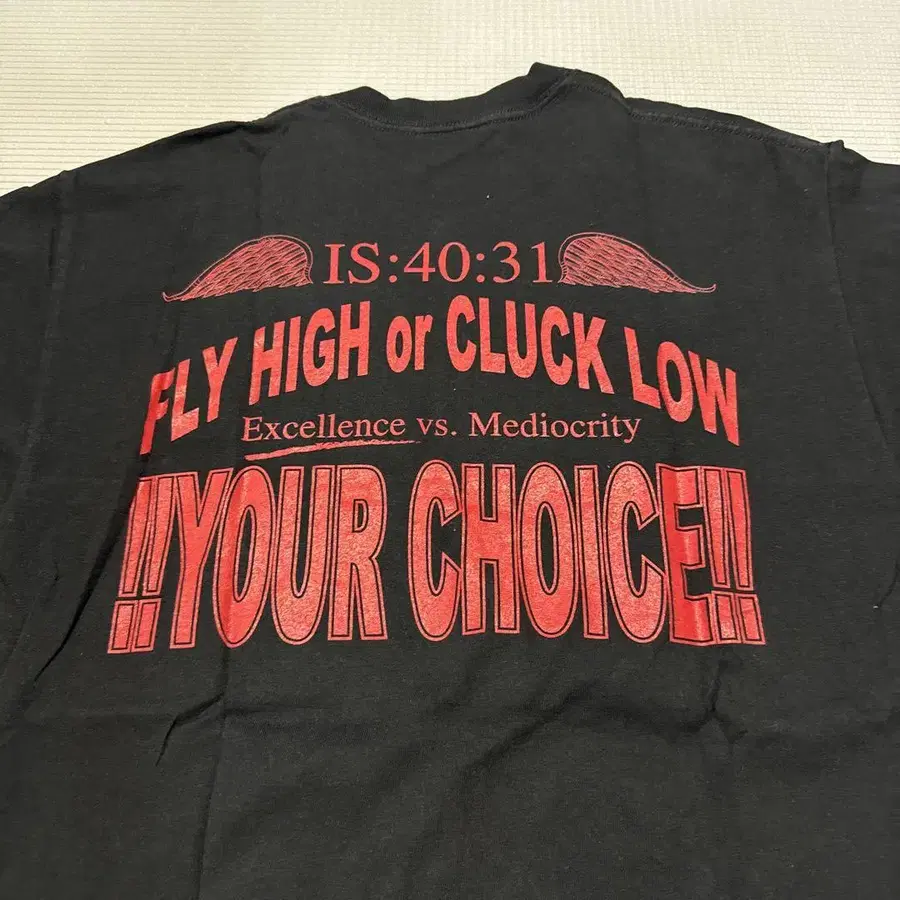 IS:40:31
FLY HIGH or CLUCK LOW
Excellence vs. Mediocrity
!!YOUR CHOICE!!